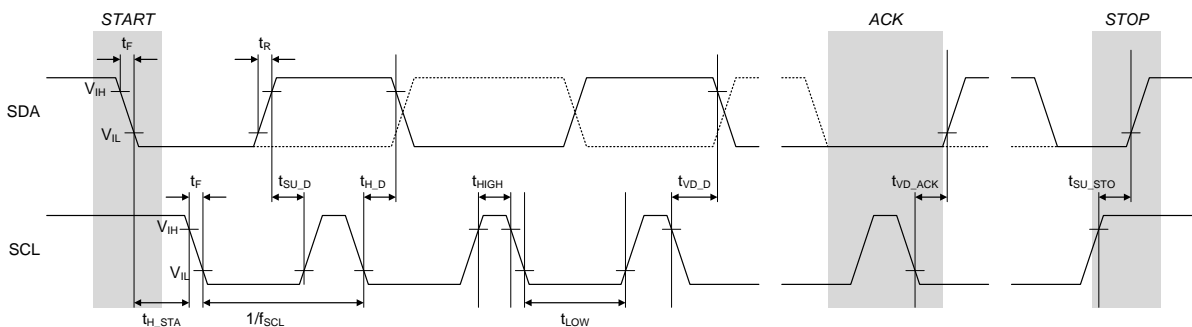 START
ACK
STOP
tF
tR
VIH
SDA
VIL
tF
tSU_D
tH_D
tHIGH
tVD_D
tVD_ACK
tSU_STO
VIH
SCL
VIL
tH_STA
1/fSCL
tLOW